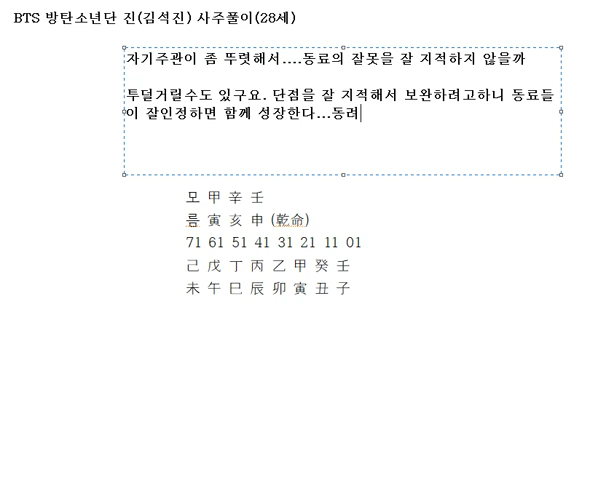 BTS 방탄소년단 진(김석진) 사주풀이(28세)
자기주관이 좀 뚜렷해서....동료의 잘못을 잘 지적하지 않을까
투덜거릴수도 있구요. 단점을 잘 지적해서 보완하려고하니 동료들
이 잘인정하면 함께 성장한다...동려
모 甲 辛 壬
름 寅 亥 申 (乾命)
71 61 51 41 31 21 11 01
己 戊 丁 丙 乙 甲 癸 壬
未 午 巳 辰 卯 寅 丑 子